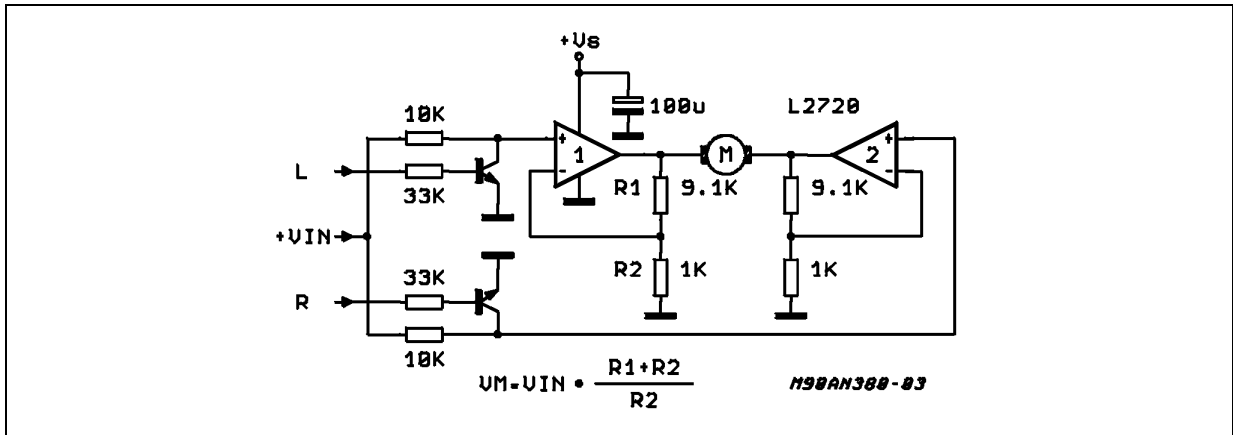 +Vs
100u
L2720
10K
L
33K
+
1
-
M
+
2
-
R1
9.1K
9.1K
+VIN
33K
R2
1K
1K
R
10K
VM=VIN • R1+R2
R2
M90AN380-03